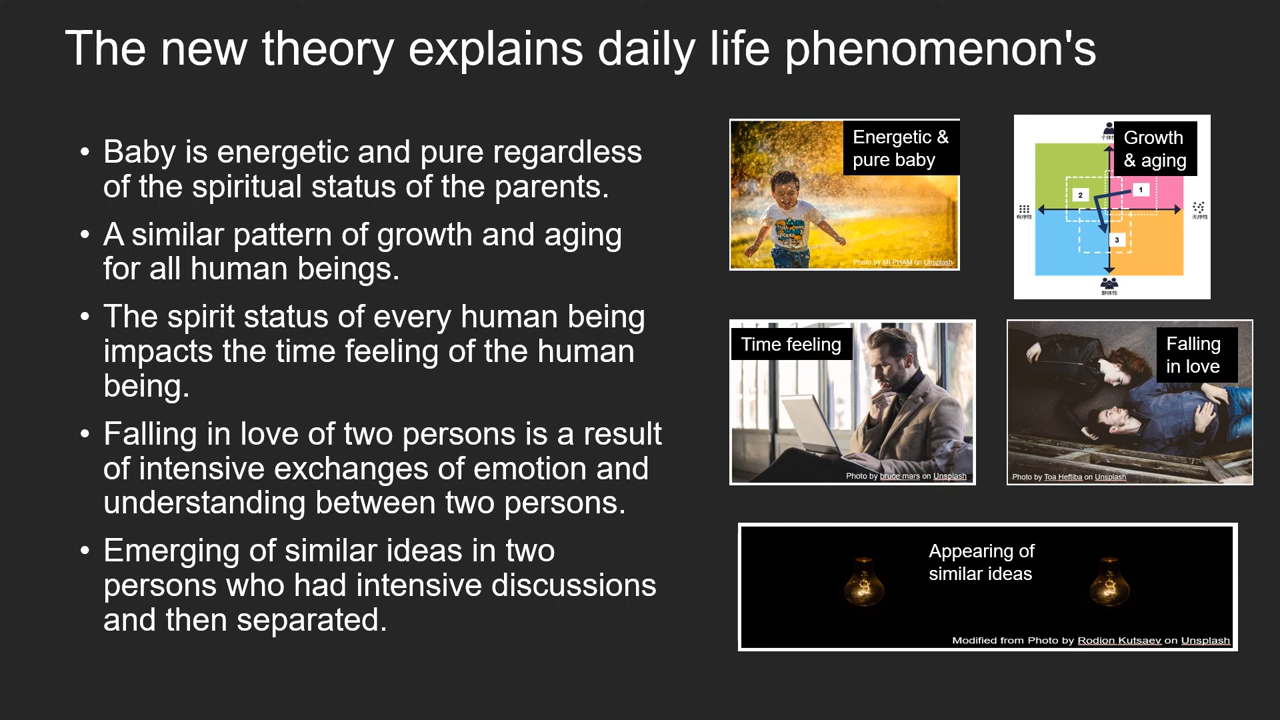 The new theory explains daily life phenomenon's
• Baby is energetic and pure regardless
of the spiritual status of the parents.
• A similar pattern of growth and aging
for all human beings.
• The spirit status of every human being
impacts the time feeling of the human
being.
• Falling in love of two persons is a result
of intensive exchanges of emotion and
understanding between two persons.
• Emerging of similar ideas in two
persons who had intensive discussions
and then separated.
Energetic &
pure baby
Photo by MI PHAM on Unsplash
Growth
& aging
1
2
3
无序性
群体性
Time feeling
Photo by bruce mars on Unsplash
Falling
in love
Photo by Toa Heftiba on Unsplash
Appearing of
similar ideas
Modified from Photo by Rodion Kutsaev on Unsplash